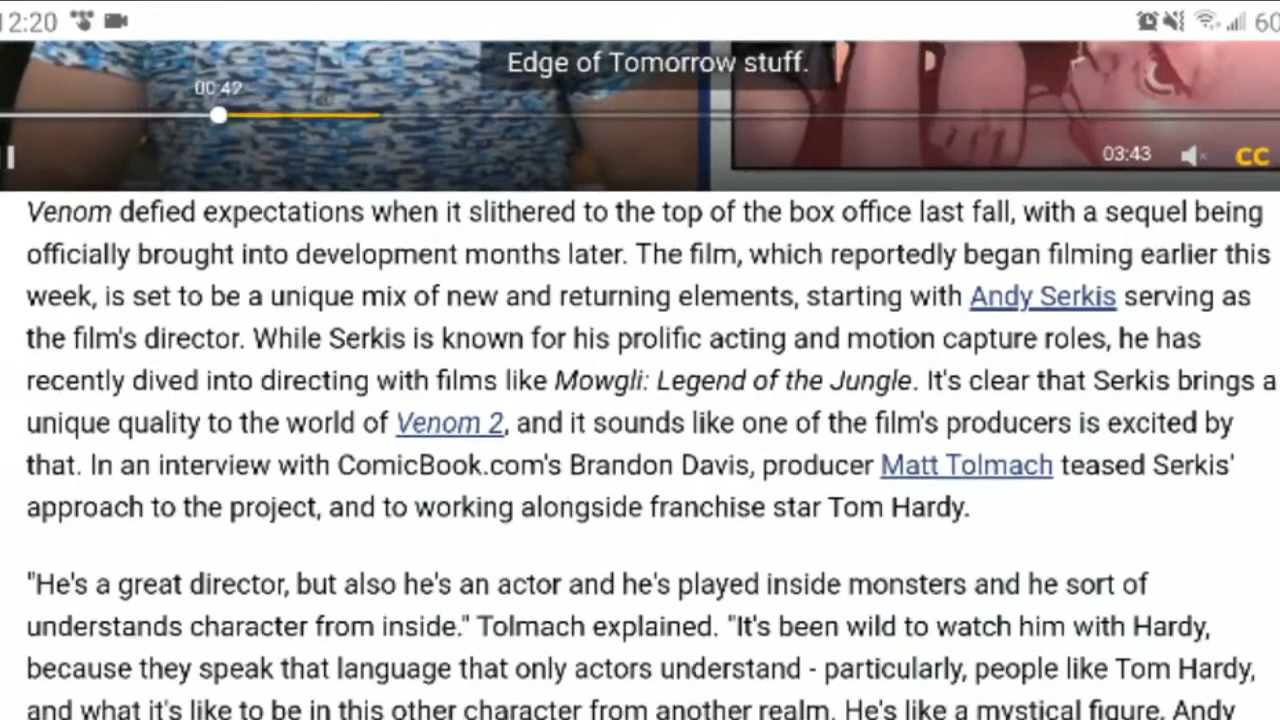 12:20
60
Edge of Tomorrow stuff.
00:42
03:43
CC
Venom defied expectations when it slithered to the top of the box office last fall, with a sequel being
officially brought into development months later. The film, which reportedly began filming earlier this
week, is set to be a unique mix of new and returning elements, starting with Andy Serkis serving as
the film's director. While Serkis is known for his prolific acting and motion capture roles, he has
recently dived into directing with films like Mowgli: Legend of the Jungle. It's clear that Serkis brings a
unique quality to the world of Venom 2, and it sounds like one of the film's producers is excited by
that. In an interview with ComicBook.com's Brandon Davis, producer Matt Tolmach teased Serkis'
approach to the project, and to working alongside franchise star Tom Hardy.
"He's a great director, but also he's an actor and he's played inside monsters and he sort of
understands character from inside." Tolmach explained. "It's been wild to watch him with Hardy,
because they speak that language that only actors understand - particularly, people like Tom Hardy,
and what it's like to be in this other character from another realm. He's like a mystical figure. Andy